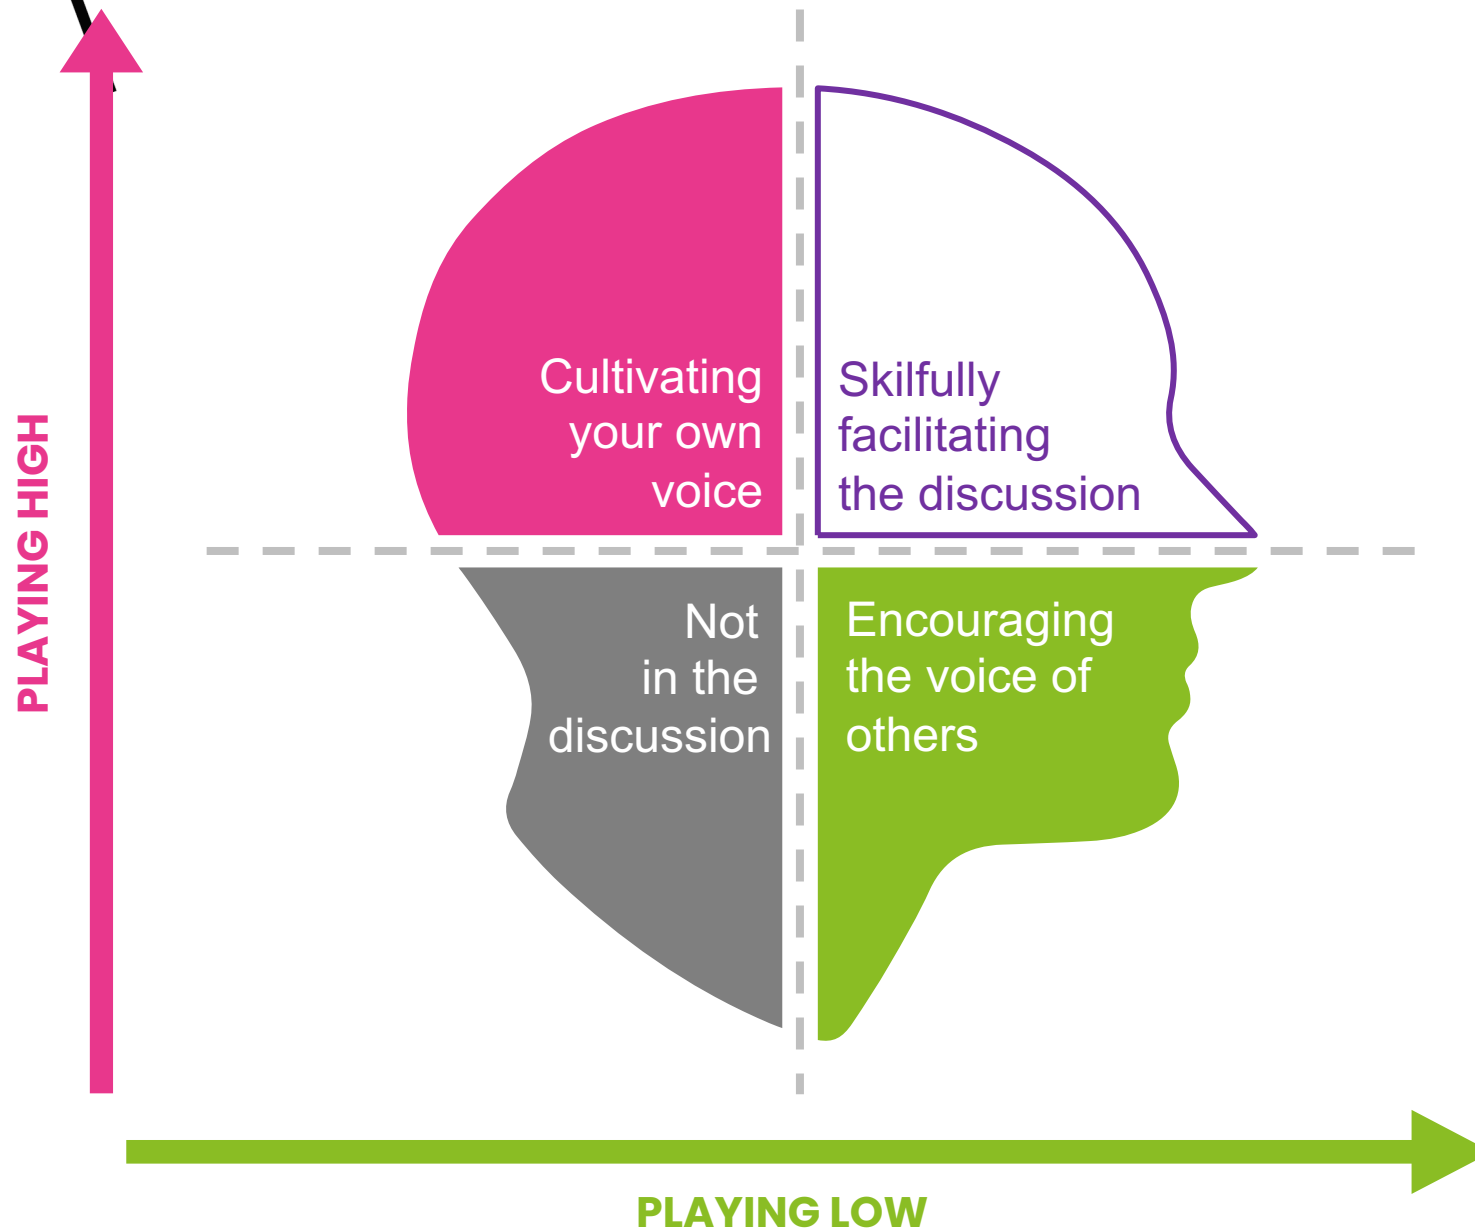 PLAYING HIGH
Cultivating
your own
voice
Skilfully
facilitating
the discussion
Not
in the
discussion
Encouraging
the voice of
others
PLAYING LOW